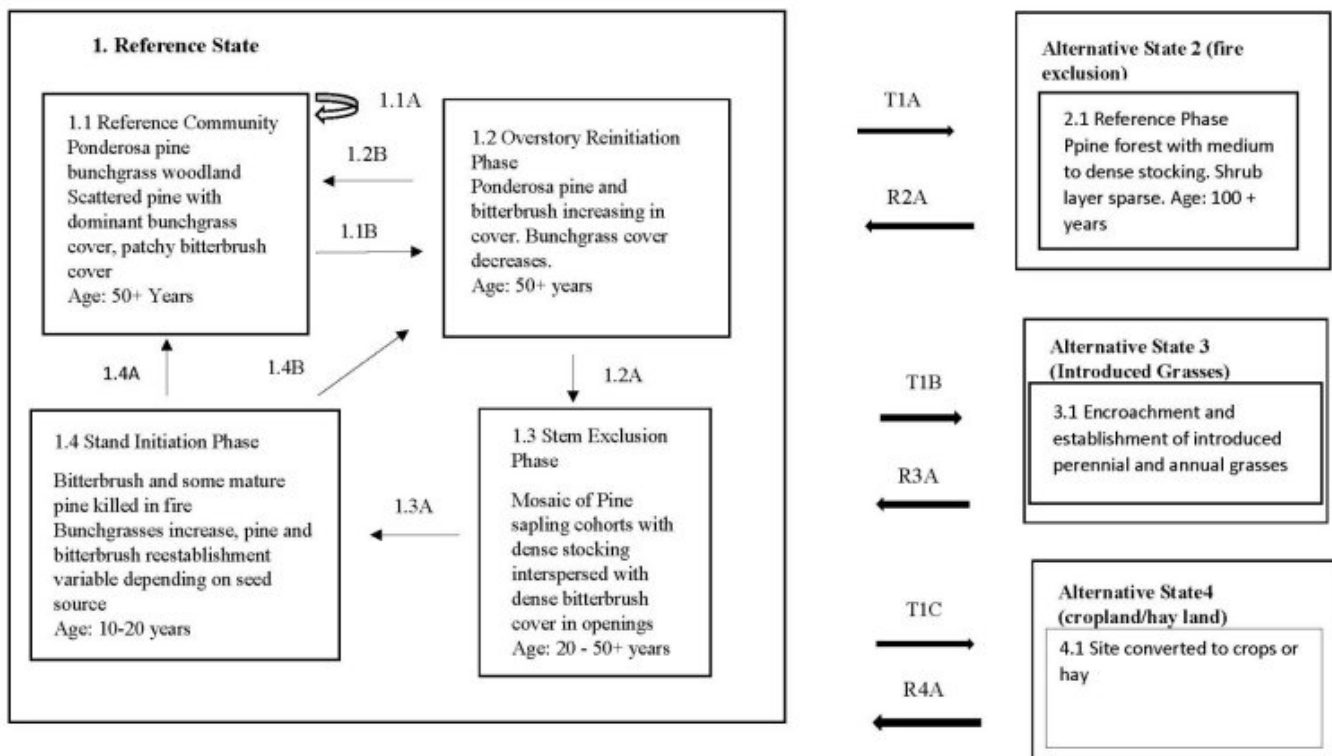 1. Reference State
1.1 Reference Community
Ponderosa pine
bunchgrass woodland
Scattered pine with
dominant bunchgrass
cover, patchy bitterbrush
cover
Age: 50+ Years
1.1A
1.2B
1.1B
1.2 Overstory Reinitiation
Phase
Ponderosa pine and
bitterbrush increasing in
cover. Bunchgrass cover
decreases.
Age: 50+ years
1.4A
1.4B
1.2A
1.4 Stand Initiation Phase
Bitterbrush and some mature
pine killed in fire
Bunchgrasses increase, pine and
bitterbrush reestablishment
variable depending on seed
source
Age: 10-20 years
1.3A
1.3 Stem Exclusion
Phase
Mosaic of Pine
sapling cohorts with
dense stocking
interspersed with
dense bitterbrush
cover in openings
Age: 20 - 50+ years
T1A
R2A
Alternative State 2 (fire
exclusion)
2.1 Reference Phase
Ppine forest with medium
to dense stocking. Shrub
layer sparse. Age: 100 +
years
T1B
R3A
Alternative State 3
(Introduced Grasses)
3.1 Encroachment and
establishment of introduced
perennial and annual grasses
T1C
R4A
Alternative State4
(cropland/hay land)
4.1 Site converted to crops or
hay